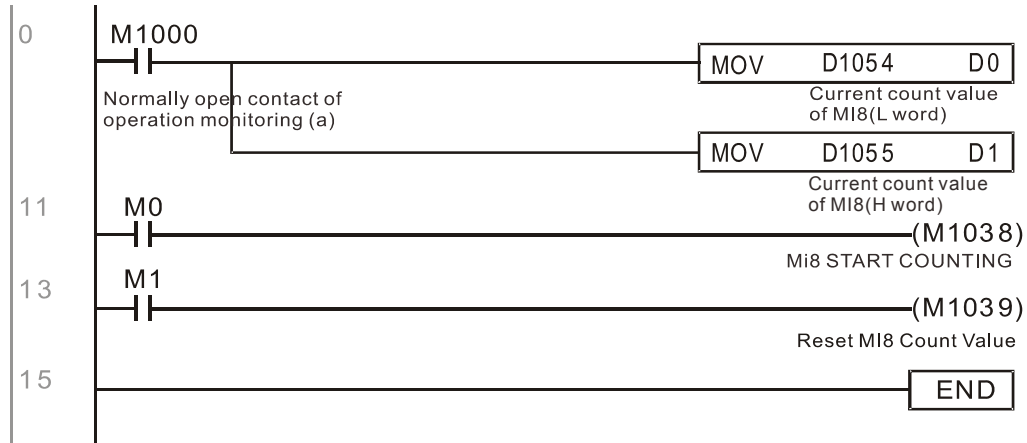 0
M1000
MOV D1054 D0
Normally open contact of
operation monitoring (a)
Current count value
of MI8(L word)
MOV D1055 D1
Current count value
of MI8(H word)
11
M0
(M1038)
Mi8 START COUNTING
13
M1
(M1039)
Reset MI8 Count Value
15
END